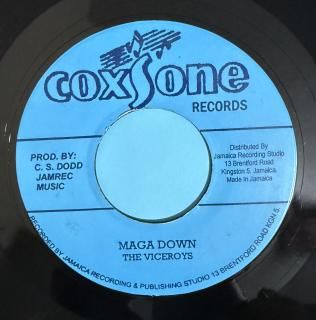 coxsone
RECORDS
PROD. BY:
C. S. DODD
JAMREC
MUSIC
Distributed By
Jamaica Recording Studio
13 Brentford Road
Kingston 5, Jamaica.
Made In Jamaica
MAGA DOWN
THE VICEROYS
RECORDED BY JAMAICA RECORDING & PUBLISHING STUDIO 13 BRENTFORD ROAD KGN 5